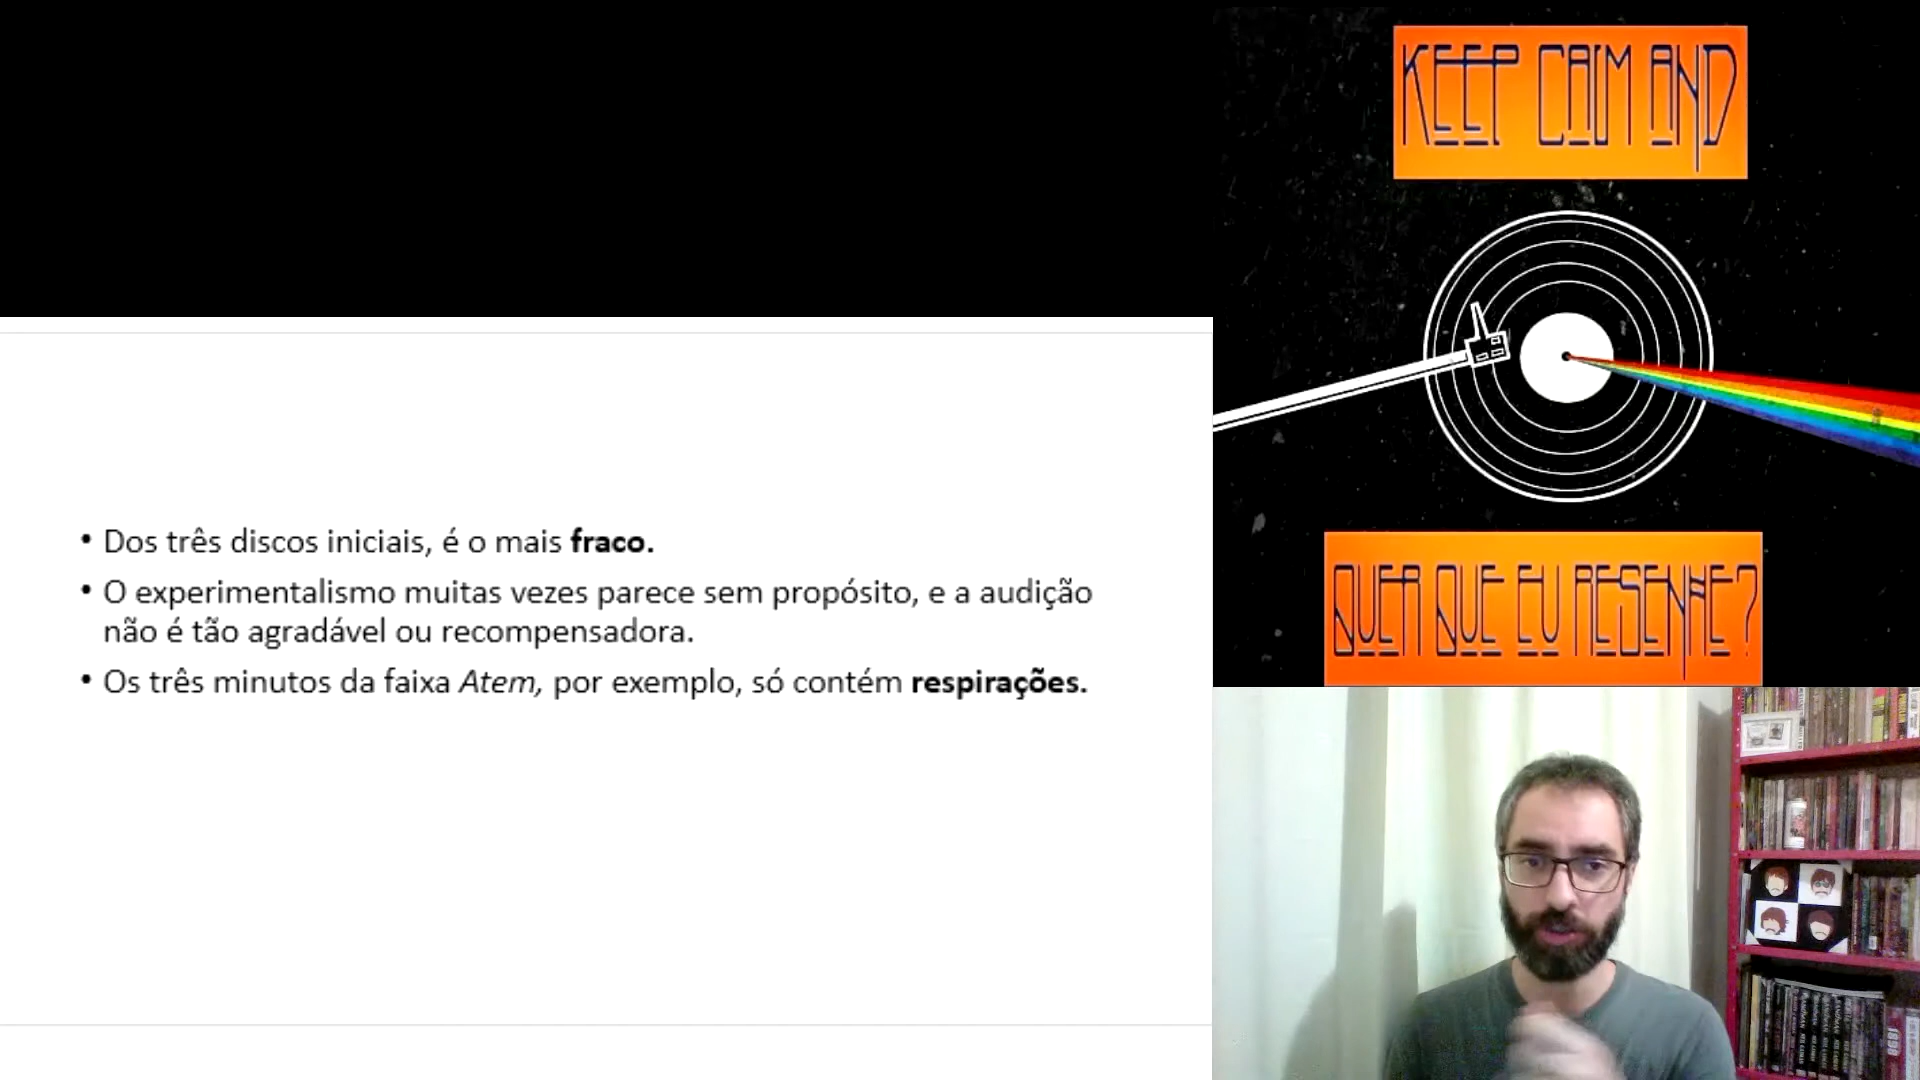 KEEP CALM AND
QUER QUE EU RESENHE?
• Dos três discos iniciais, é o mais fraco.
• O experimentalismo muitas vezes parece sem propósito, e a audição
não é tão agradável ou recompensadora.
• Os três minutos da faixa Atem, por exemplo, só contém respirações.